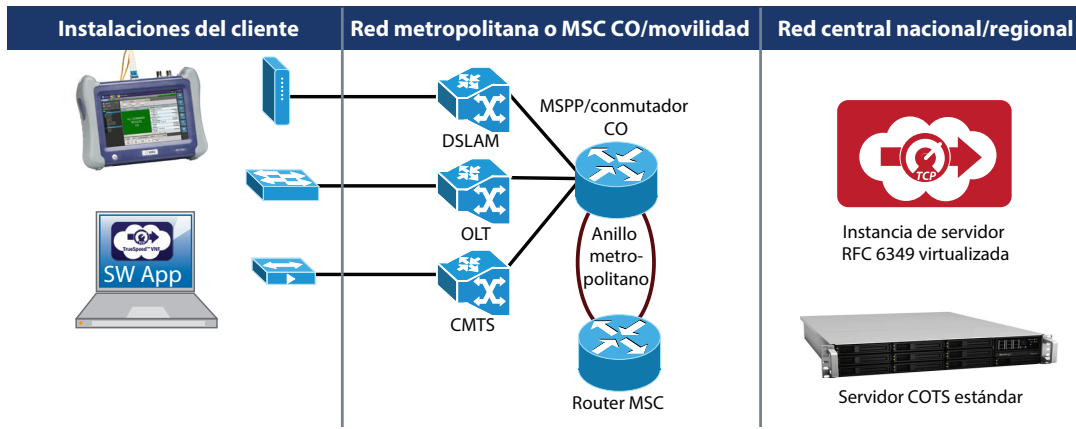 Instalaciones del cliente
Red metropolitana o MSC CO/movilidad
Red central nacional/regional
DSLAM
MSPP/conmutador
CO
OLT
Anillo
metro-
politano
CMTS
Router MSC
TrueSpeed™ VNF
SW App
TCP
Instancia de servidor
RFC 6349 virtualizada
Servidor COTS estándar